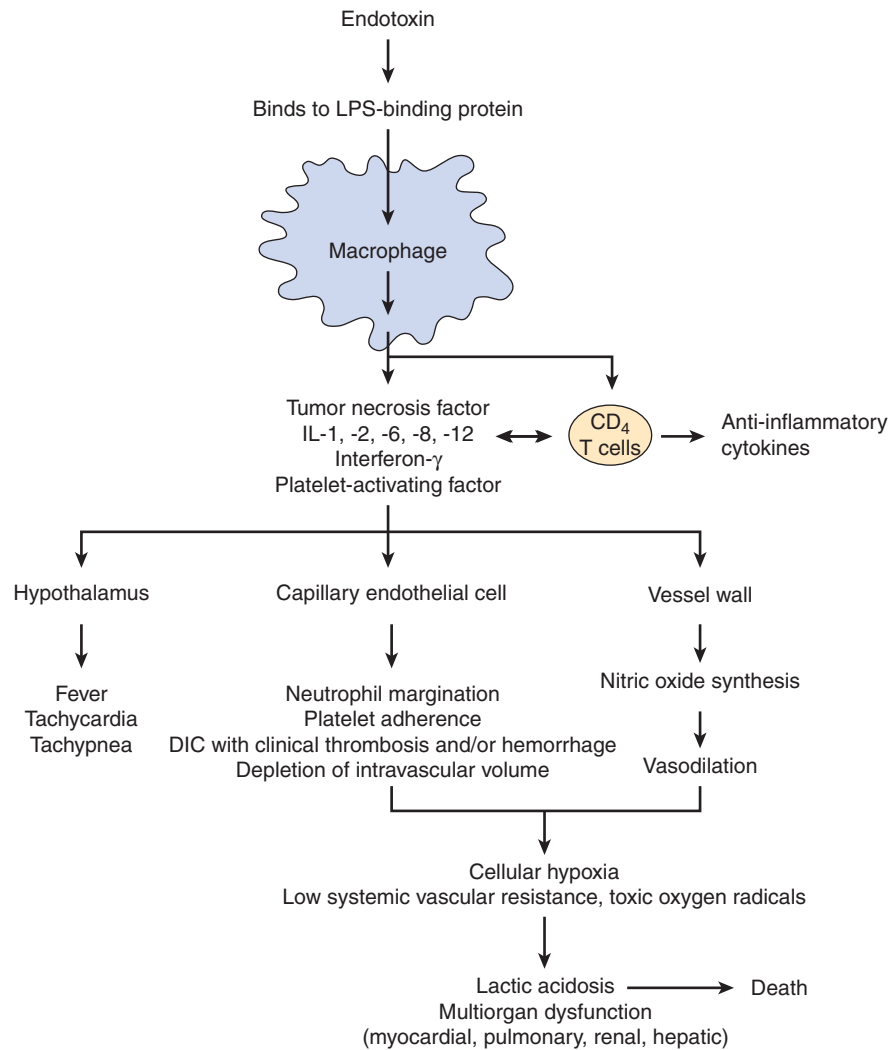 Endotoxin
Binds to LPS-binding protein
Macrophage
Tumor necrosis factor
IL-1, -2, -6, -8, -12
Interferon-γ
Platelet-activating factor
CD₄
T cells
Anti-inflammatory
cytokines
Hypothalamus
Capillary endothelial cell
Vessel wall
Fever
Tachycardia
Tachypnea
Neutrophil margination
Platelet adherence
DIC with clinical thrombosis and/or hemorrhage
Depletion of intravascular volume
Nitric oxide synthesis
Vasodilation
Cellular hypoxia
Low systemic vascular resistance, toxic oxygen radicals
Lactic acidosis
Multiorgan dysfunction
(myocardial, pulmonary, renal, hepatic)
Death